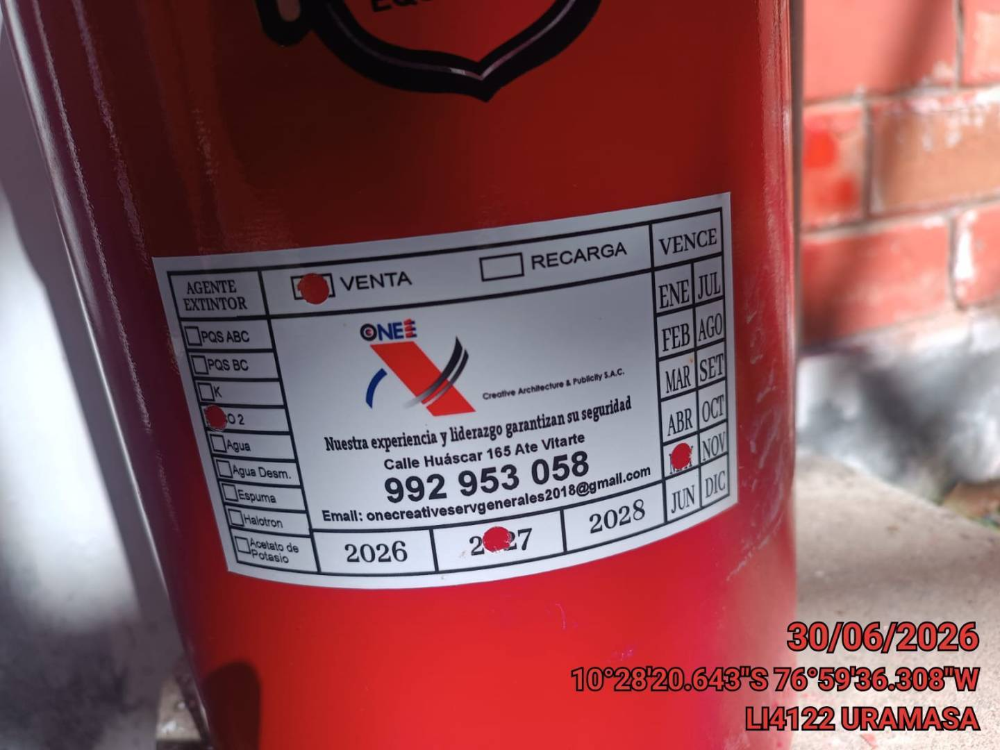 AGENTE
EXTINTOR
VENTA
RECARGA
VENCE
PQS ABC
PQS BC
K
O 2
Agua
Agua Desm.
Espuma
Halotron
Acetato de
Potasio
ONE
Creative Architecture & Publicity S.A.C.
Nuestra experiencia y liderazgo garantizan su seguridad
Calle Huáscar 165 Ate Vitarte
992 953 058
Email: onecreativeservgenerales2018@gmail.com
ENE JUL
FEB AGO
MAR SET
ABR OCT
NOV
JUN DIC
2026
2 27
2028
30/06/2026
10°28'20.643"S 76°59'36.308"W
LI4122 URAMASA